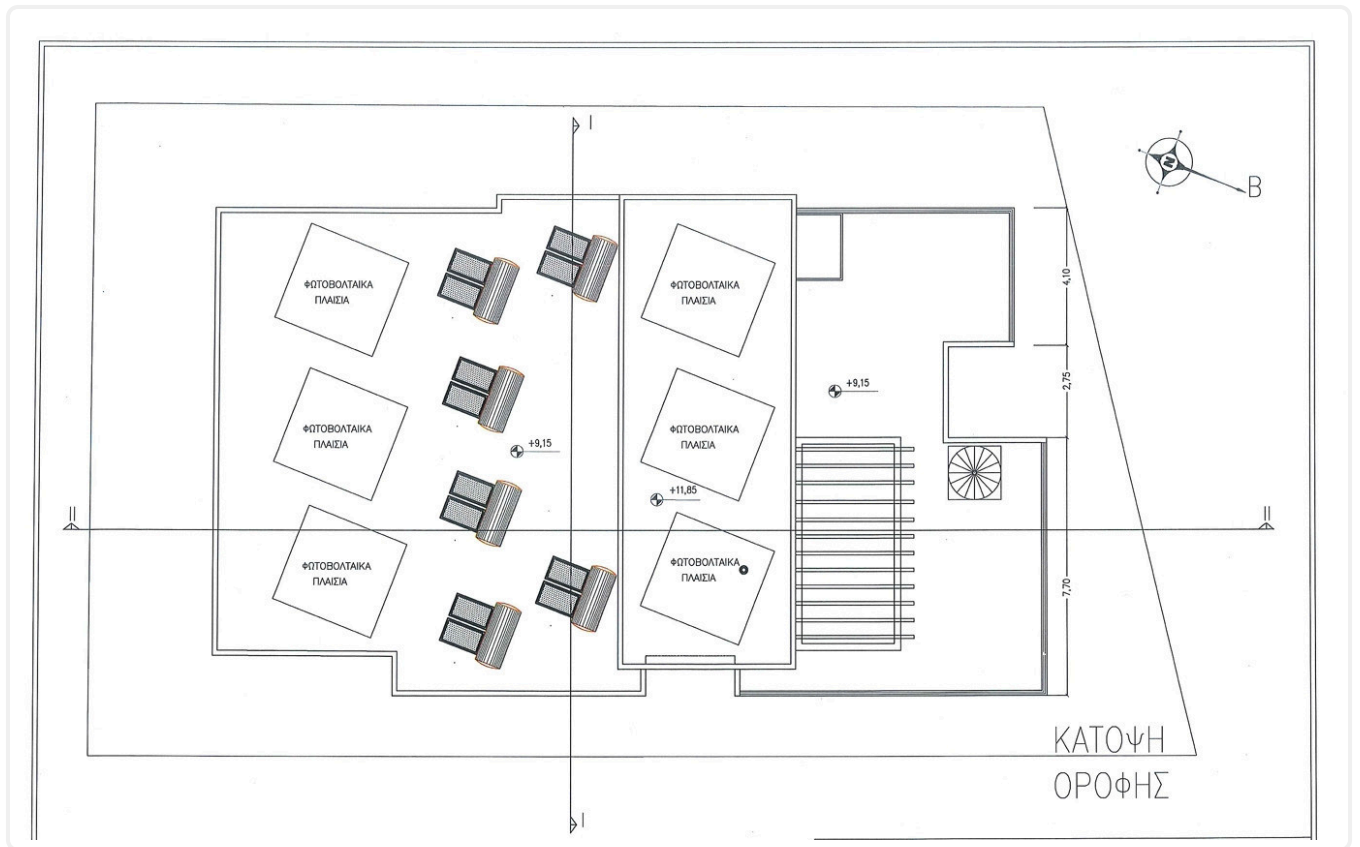 I
N
B
ΦΩΤΟΒΟΛΤΑΙΚΑ
ΠΛΑΙΣΙΑ
ΦΩΤΟΒΟΛΤΑΙΚΑ
ΠΛΑΙΣΙΑ
4,10
+9,15
2,75
ΦΩΤΟΒΟΛΤΑΙΚΑ
ΠΛΑΙΣΙΑ
ΦΩΤΟΒΟΛΤΑΙΚΑ
ΠΛΑΙΣΙΑ
+9,15
+11,85
II
II
ΦΩΤΟΒΟΛΤΑΙΚΑ
ΠΛΑΙΣΙΑ
ΦΩΤΟΒΟΛΤΑΙΚΑ
ΠΛΑΙΣΙΑ
7,70
ΚΑΤΟΨΗ
ΟΡΟΦΗΣ
I